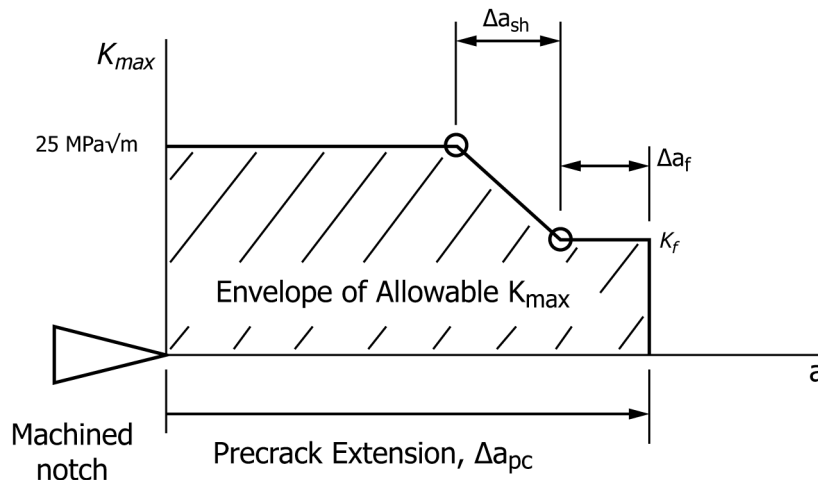 Δa_sh
K_max
25 MPa√m
Δa_f
K_f
Envelope of Allowable K_max
a
Machined
notch
Precrack Extension, Δa_pc